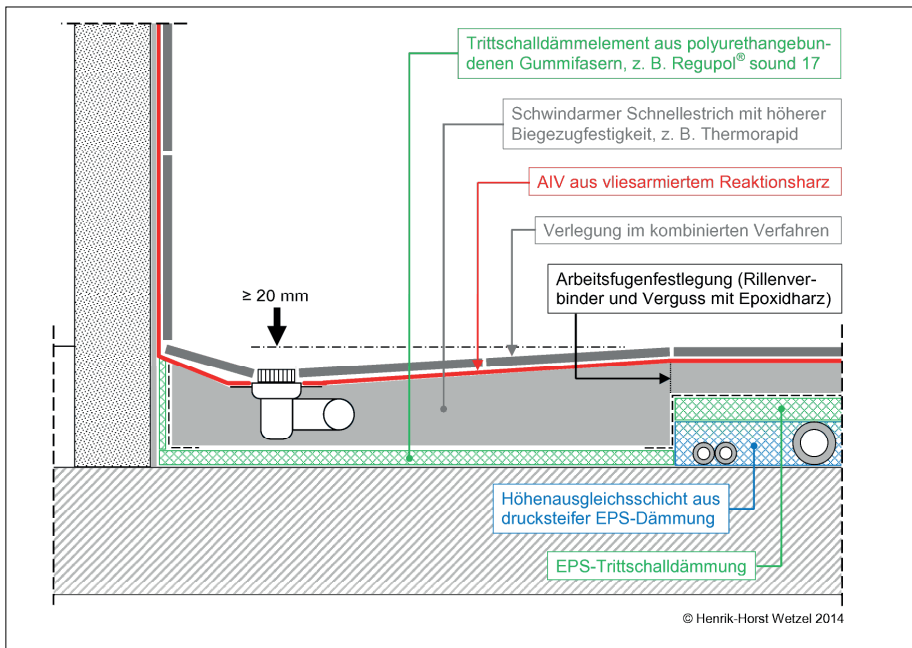 Trittschalldämmelement aus polyurethangebun-
denen Gummifasern, z. B. Regupol® sound 17
Schwindarmer Schnellestrich mit höherer
Biegezugfestigkeit, z. B. Thermorapid
AIV aus vliesarmiertem Reaktionsharz
Verlegung im kombinierten Verfahren
Arbeitsfugenfestlegung (Rillenver-
binder und Verguss mit Epoxidharz)
≥ 20 mm
Höhenausgleichsschicht aus
drucksteifer EPS-Dämmung
EPS-Trittschalldämmung
© Henrik-Horst Wetzel 2014